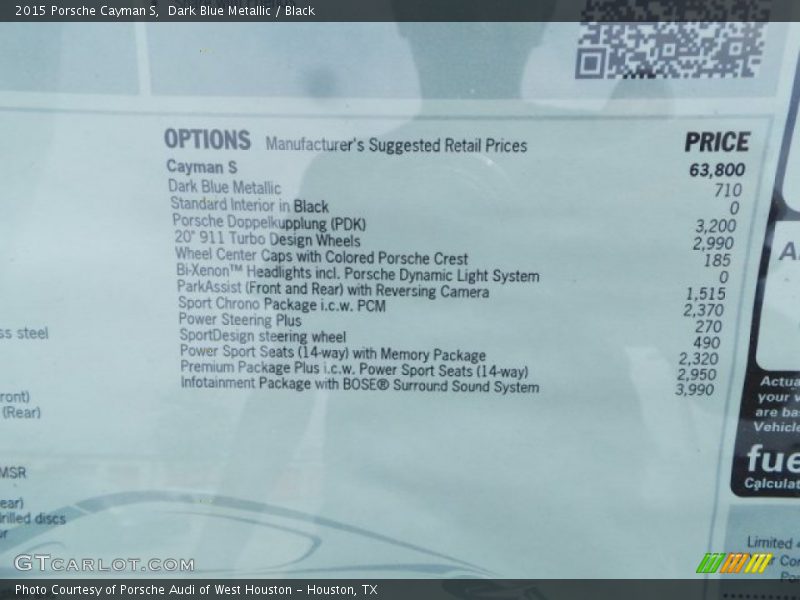 2015 Porsche Cayman S,  Dark Blue Metallic / Black
OPTIONS Manufacturer's Suggested Retail Prices PRICE
Cayman S 63,800
Dark Blue Metallic 710
Standard Interior in Black 0
Porsche Doppelkupplung (PDK) 3,200
20" 911 Turbo Design Wheels 2,990
Wheel Center Caps with Colored Porsche Crest 185
Bi-Xenon™ Headlights incl. Porsche Dynamic Light System 0
ParkAssist (Front and Rear) with Reversing Camera 1,515
Sport Chrono Package i.c.w. PCM 2,370
Power Steering Plus 270
SportDesign steering wheel 490
Power Sport Seats (14-way) with Memory Package 2,320
Premium Package Plus i.c.w. Power Sport Seats (14-way) 2,950
Infotainment Package with BOSE® Surround Sound System 3,990
ss steel
ront)
(Rear)
MSR
ear)
rilled discs
Actua
your v
are ba
Vehicle
fue
Calculat
Limited
GTCARLOT.COM
Photo Courtesy of Porsche Audi of West Houston - Houston, TX